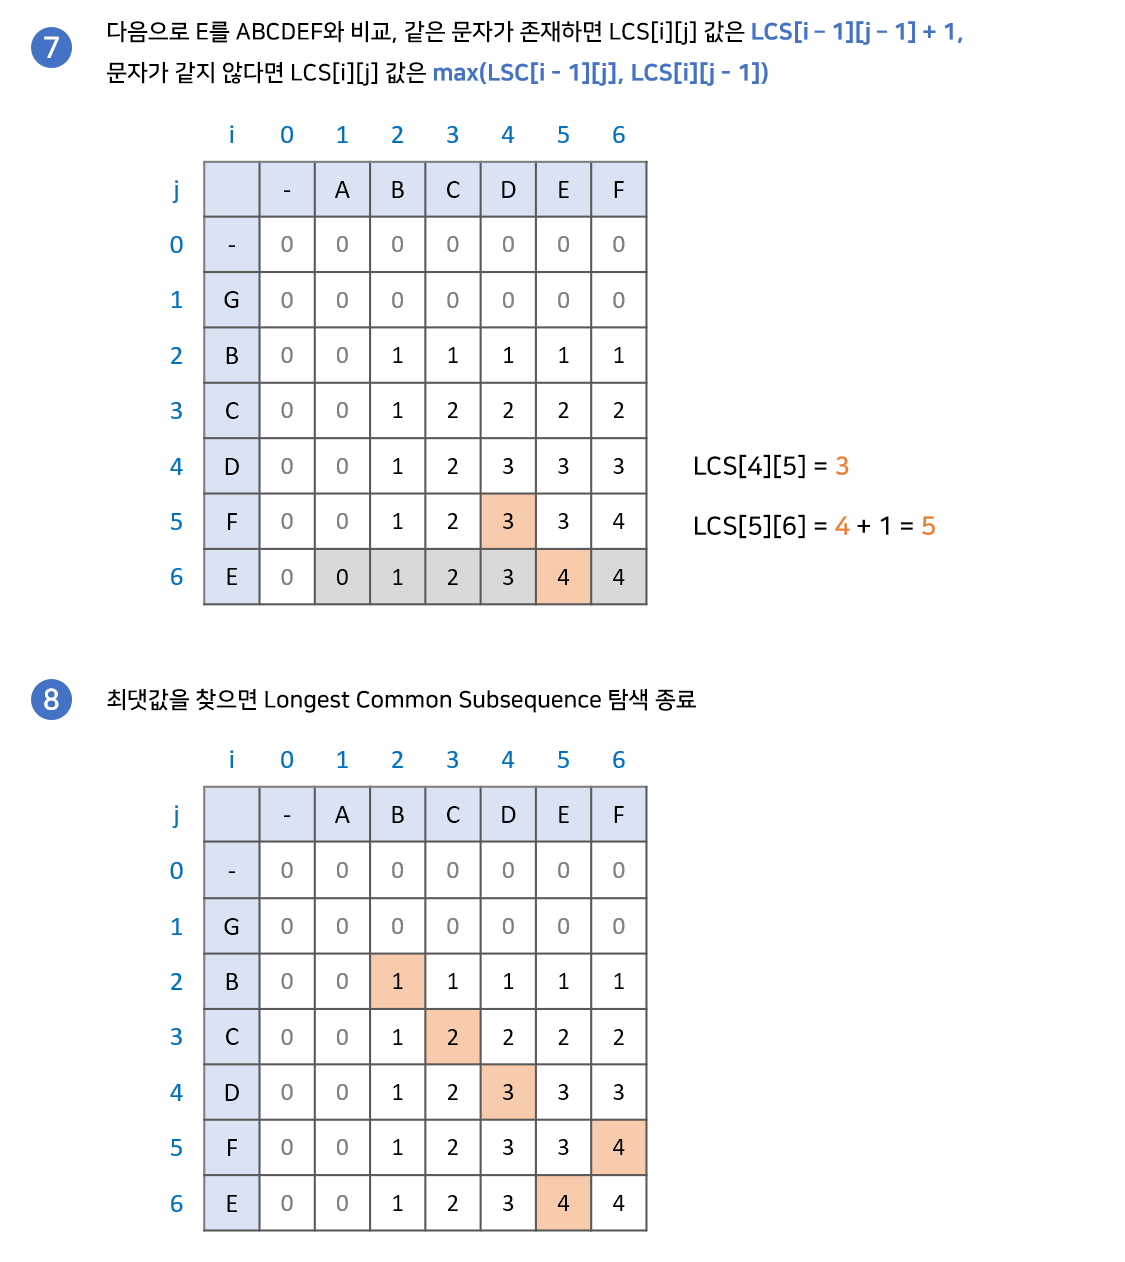 7
다음으로 E를 ABCDEF와 비교, 같은 문자가 존재하면 LCS[i][j] 값은 LCS[i – 1][j – 1] + 1,
문자가 같지 않다면 LCS[i][j] 값은 max(LSC[i - 1][j], LCS[i][j - 1])
i 0 1 2 3 4 5 6
j - A B C D E F
0 - 0 0 0 0 0 0 0
1 G 0 0 0 0 0 0 0
2 B 0 0 1 1 1 1 1
3 C 0 0 1 2 2 2 2
4 D 0 0 1 2 3 3 3
LCS[4][5] = 3
5 F 0 0 1 2 3 3 4
LCS[5][6] = 4 + 1 = 5
6 E 0 0 1 2 3 4 4
8
최댓값을 찾으면 Longest Common Subsequence 탐색 종료
i 0 1 2 3 4 5 6
j - A B C D E F
0 - 0 0 0 0 0 0 0
1 G 0 0 0 0 0 0 0
2 B 0 0 1 1 1 1 1
3 C 0 0 1 2 2 2 2
4 D 0 0 1 2 3 3 3
5 F 0 0 1 2 3 3 4
6 E 0 0 1 2 3 4 4